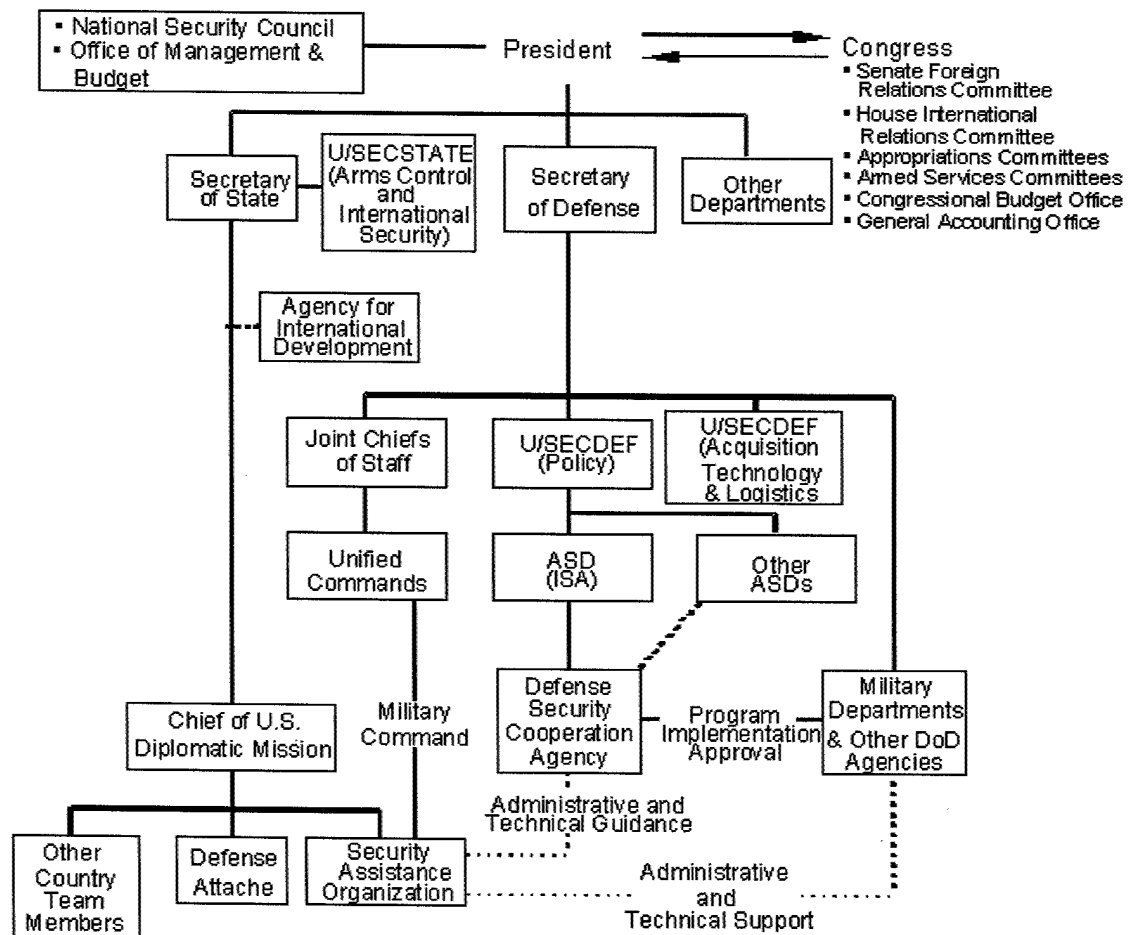 ▪ National Security Council
▪ Office of Management &
Budget
President
Congress
▪ Senate Foreign
Relations Committee
▪ House International
Relations Committee
▪ Appropriations Committees
▪ Armed Services Committees
▪ Congressional Budget Office
▪ General Accounting Office
Secretary
of State
U/SECSTATE
(Arms Control
and
International
Security)
Secretary
of Defense
Other
Departments
Agency for
International
Development
Joint Chiefs
of Staff
U/SECDEF
(Policy)
U/SECDEF
(Acquisition
Technology
& Logistics
Unified
Commands
ASD
(ISA)
Other
ASDs
Chief of U.S.
Diplomatic Mission
Military
Command
Defense
Security
Cooperation
Agency
Program
Implementation
Approval
Military
Departments
& Other DoD
Agencies
Administrative and
Technical Guidance
Other
Country
Team
Members
Defense
Attache
Security
Assistance
Organization
Administrative
and
Technical Support